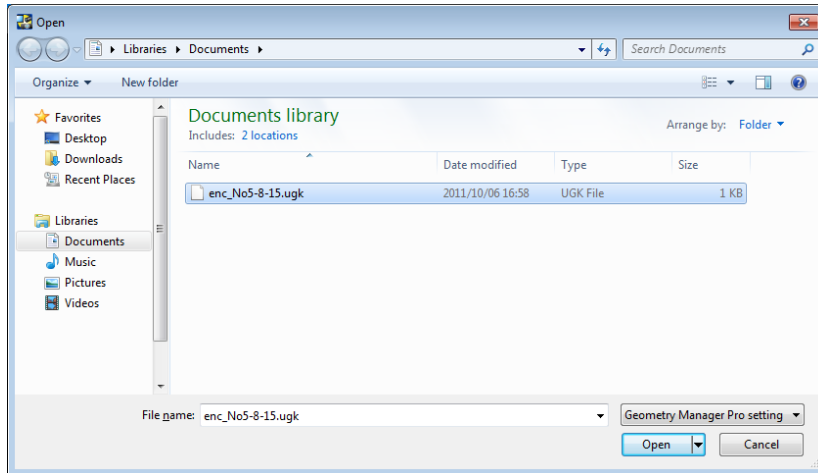 Open
Libraries Documents
Search Documents
Organize New folder
Favorites
Desktop
Downloads
Recent Places
Libraries
Documents
Music
Pictures
Videos
Documents library
Includes: 2 locations
Arrange by: Folder
Name Date modified Type Size
enc_No5-8-15.ugk 2011/10/06 16:58 UGK File 1 KB
File name: enc_No5-8-15.ugk
Geometry Manager Pro setting
Open Cancel